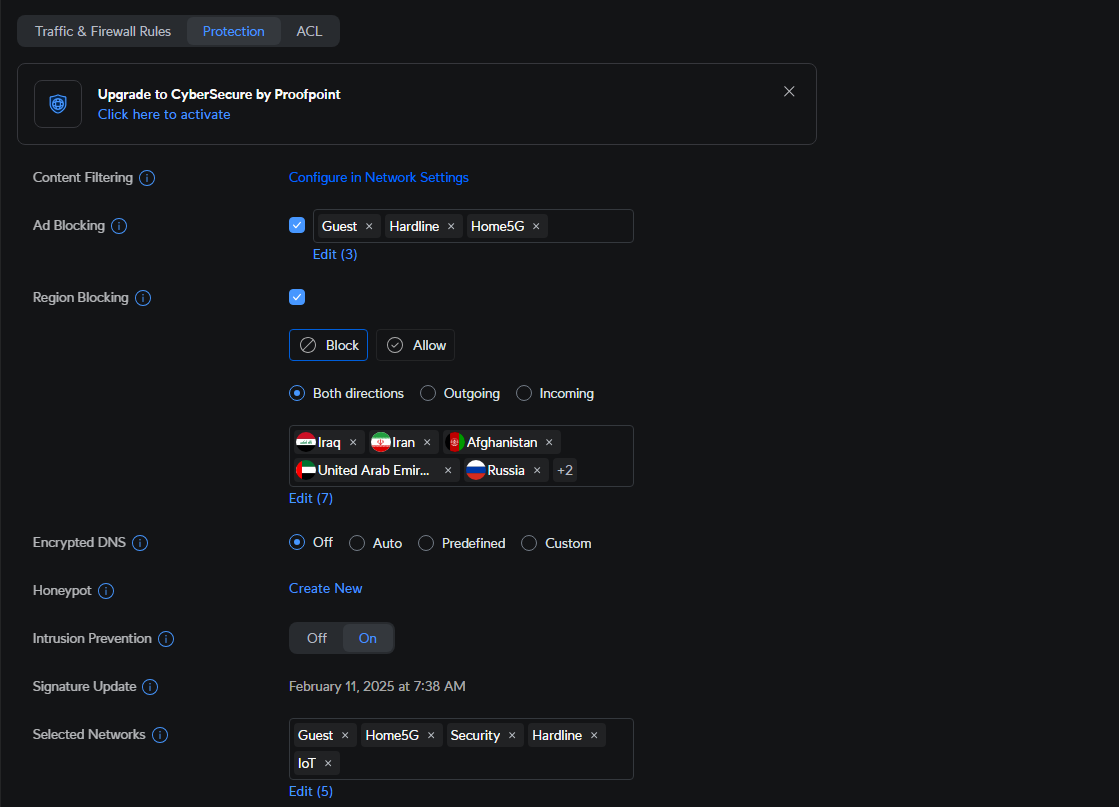 Traffic & Firewall Rules Protection ACL
Upgrade to CyberSecure by Proofpoint
Click here to activate
Content Filtering Configure in Network Settings
Ad Blocking Guest × Hardline × Home5G ×
Edit (3)
Region Blocking
Block Allow
Both directions Outgoing Incoming
Iraq × Iran × Afghanistan ×
United Arab Emir... × Russia × +2
Edit (7)
Encrypted DNS Off Auto Predefined Custom
Honeypot Create New
Intrusion Prevention Off On
Signature Update February 11, 2025 at 7:38 AM
Selected Networks Guest × Home5G × Security × Hardline ×
IoT ×
Edit (5)